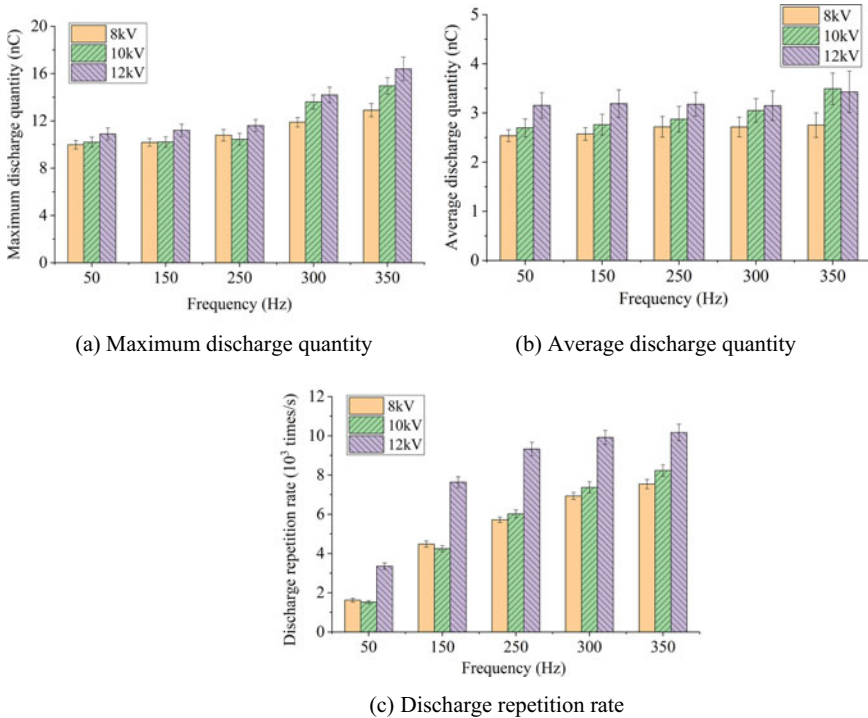 20
16
12
8
4
0
Maximum discharge quantity (nC)
8kV
10kV
12kV
50 150 250 300 350
Frequency (Hz)
(a) Maximum discharge quantity
5
4
3
2
1
0
Average discharge quantity (nC)
8kV
10kV
12kV
50 150 250 300 350
Frequency (Hz)
(b) Average discharge quantity
12
10
8
6
4
2
0
Discharge repetition rate (10³ times/s)
8kV
10kV
12kV
50 150 250 300 350
Frequency (Hz)
(c) Discharge repetition rate